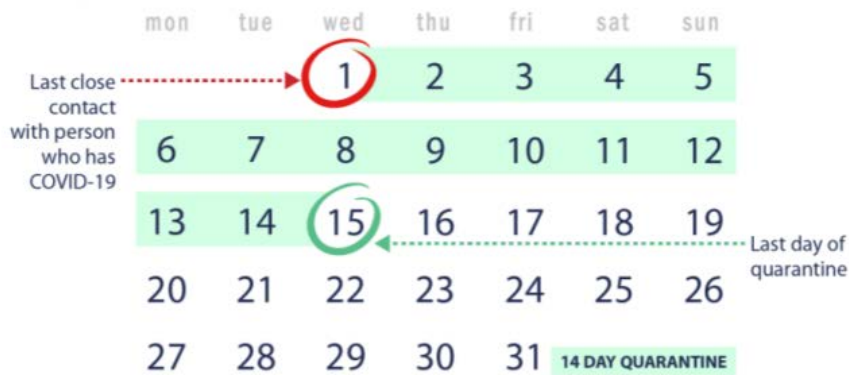 mon tue wed thu fri sat sun
Last close
contact
with person
who has
COVID-19
1 2 3 4 5
6 7 8 9 10 11 12
13 14 15 16 17 18 19
Last day of
quarantine
20 21 22 23 24 25 26
27 28 29 30 31 14 DAY QUARANTINE